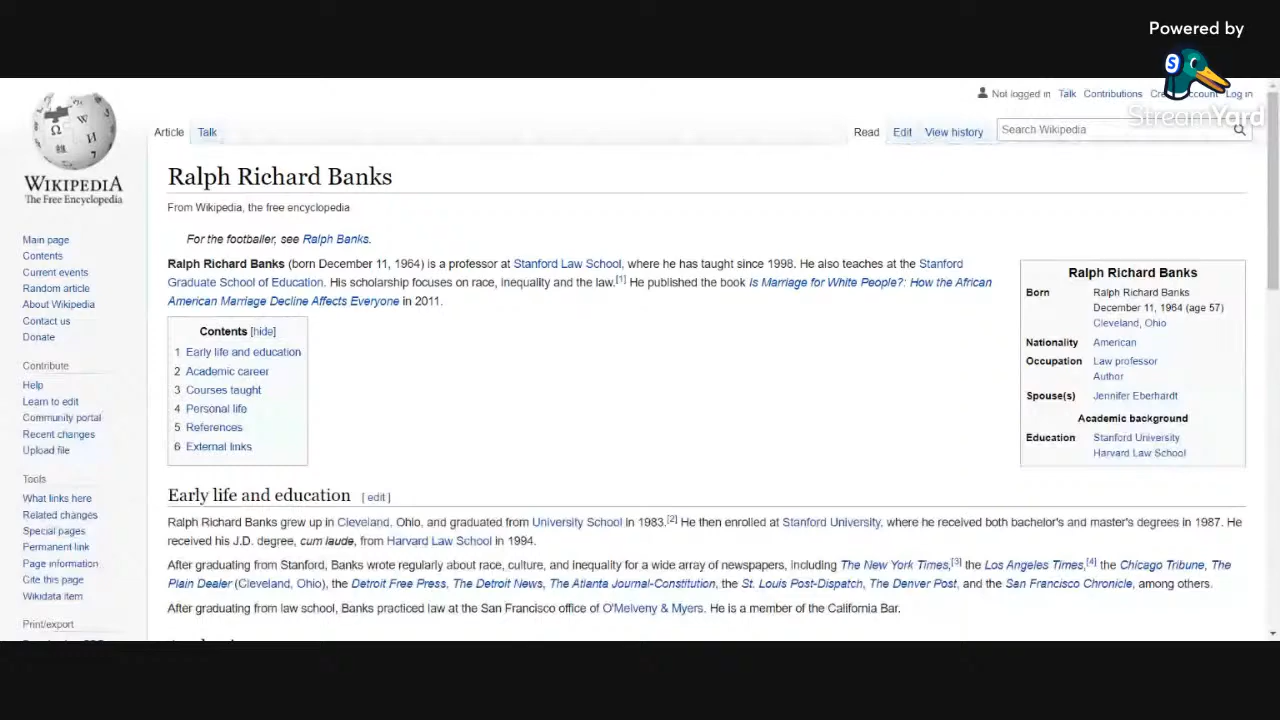 Powered by
S
StreamYard
Not logged in Talk Contributions Log in
Article Talk Read Edit View history Search Wikipedia
WIKIPEDIA
The Free Encyclopedia
Main page
Contents
Current events
Random article
About Wikipedia
Contact us
Donate
Contribute
Help
Learn to edit
Community portal
Recent changes
Upload file
Tools
What links here
Related changes
Special pages
Permanent link
Page information
Cite this page
Wikidata item
Print/export
Ralph Richard Banks
From Wikipedia, the free encyclopedia
For the footballer, see Ralph Banks.
Ralph Richard Banks (born December 11, 1964) is a professor at Stanford Law School, where he has taught since 1998. He also teaches at the Stanford
Graduate School of Education. His scholarship focuses on race, inequality and the law.[1] He published the book Is Marriage for White People?: How the African
American Marriage Decline Affects Everyone in 2011.
Contents [hide]
1 Early life and education
2 Academic career
3 Courses taught
4 Personal life
5 References
6 External links
Ralph Richard Banks
Born Ralph Richard Banks
December 11, 1964 (age 57)
Cleveland, Ohio
Nationality American
Occupation Law professor
Author
Spouse(s) Jennifer Eberhardt
Academic background
Education Stanford University
Harvard Law School
Early life and education [ edit ]
Ralph Richard Banks grew up in Cleveland, Ohio, and graduated from University School in 1983.[2] He then enrolled at Stanford University, where he received both bachelor's and master's degrees in 1987. He
received his J.D. degree, cum laude, from Harvard Law School in 1994.
After graduating from Stanford, Banks wrote regularly about race, culture, and inequality for a wide array of newspapers, including The New York Times,[3] the Los Angeles Times,[4] the Chicago Tribune, The
Plain Dealer (Cleveland, Ohio), the Detroit Free Press, The Detroit News, The Atlanta Journal-Constitution, the St. Louis Post-Dispatch, The Denver Post, and the San Francisco Chronicle, among others.
After graduating from law school, Banks practiced law at the San Francisco office of O'Melveny & Myers. He is a member of the California Bar.